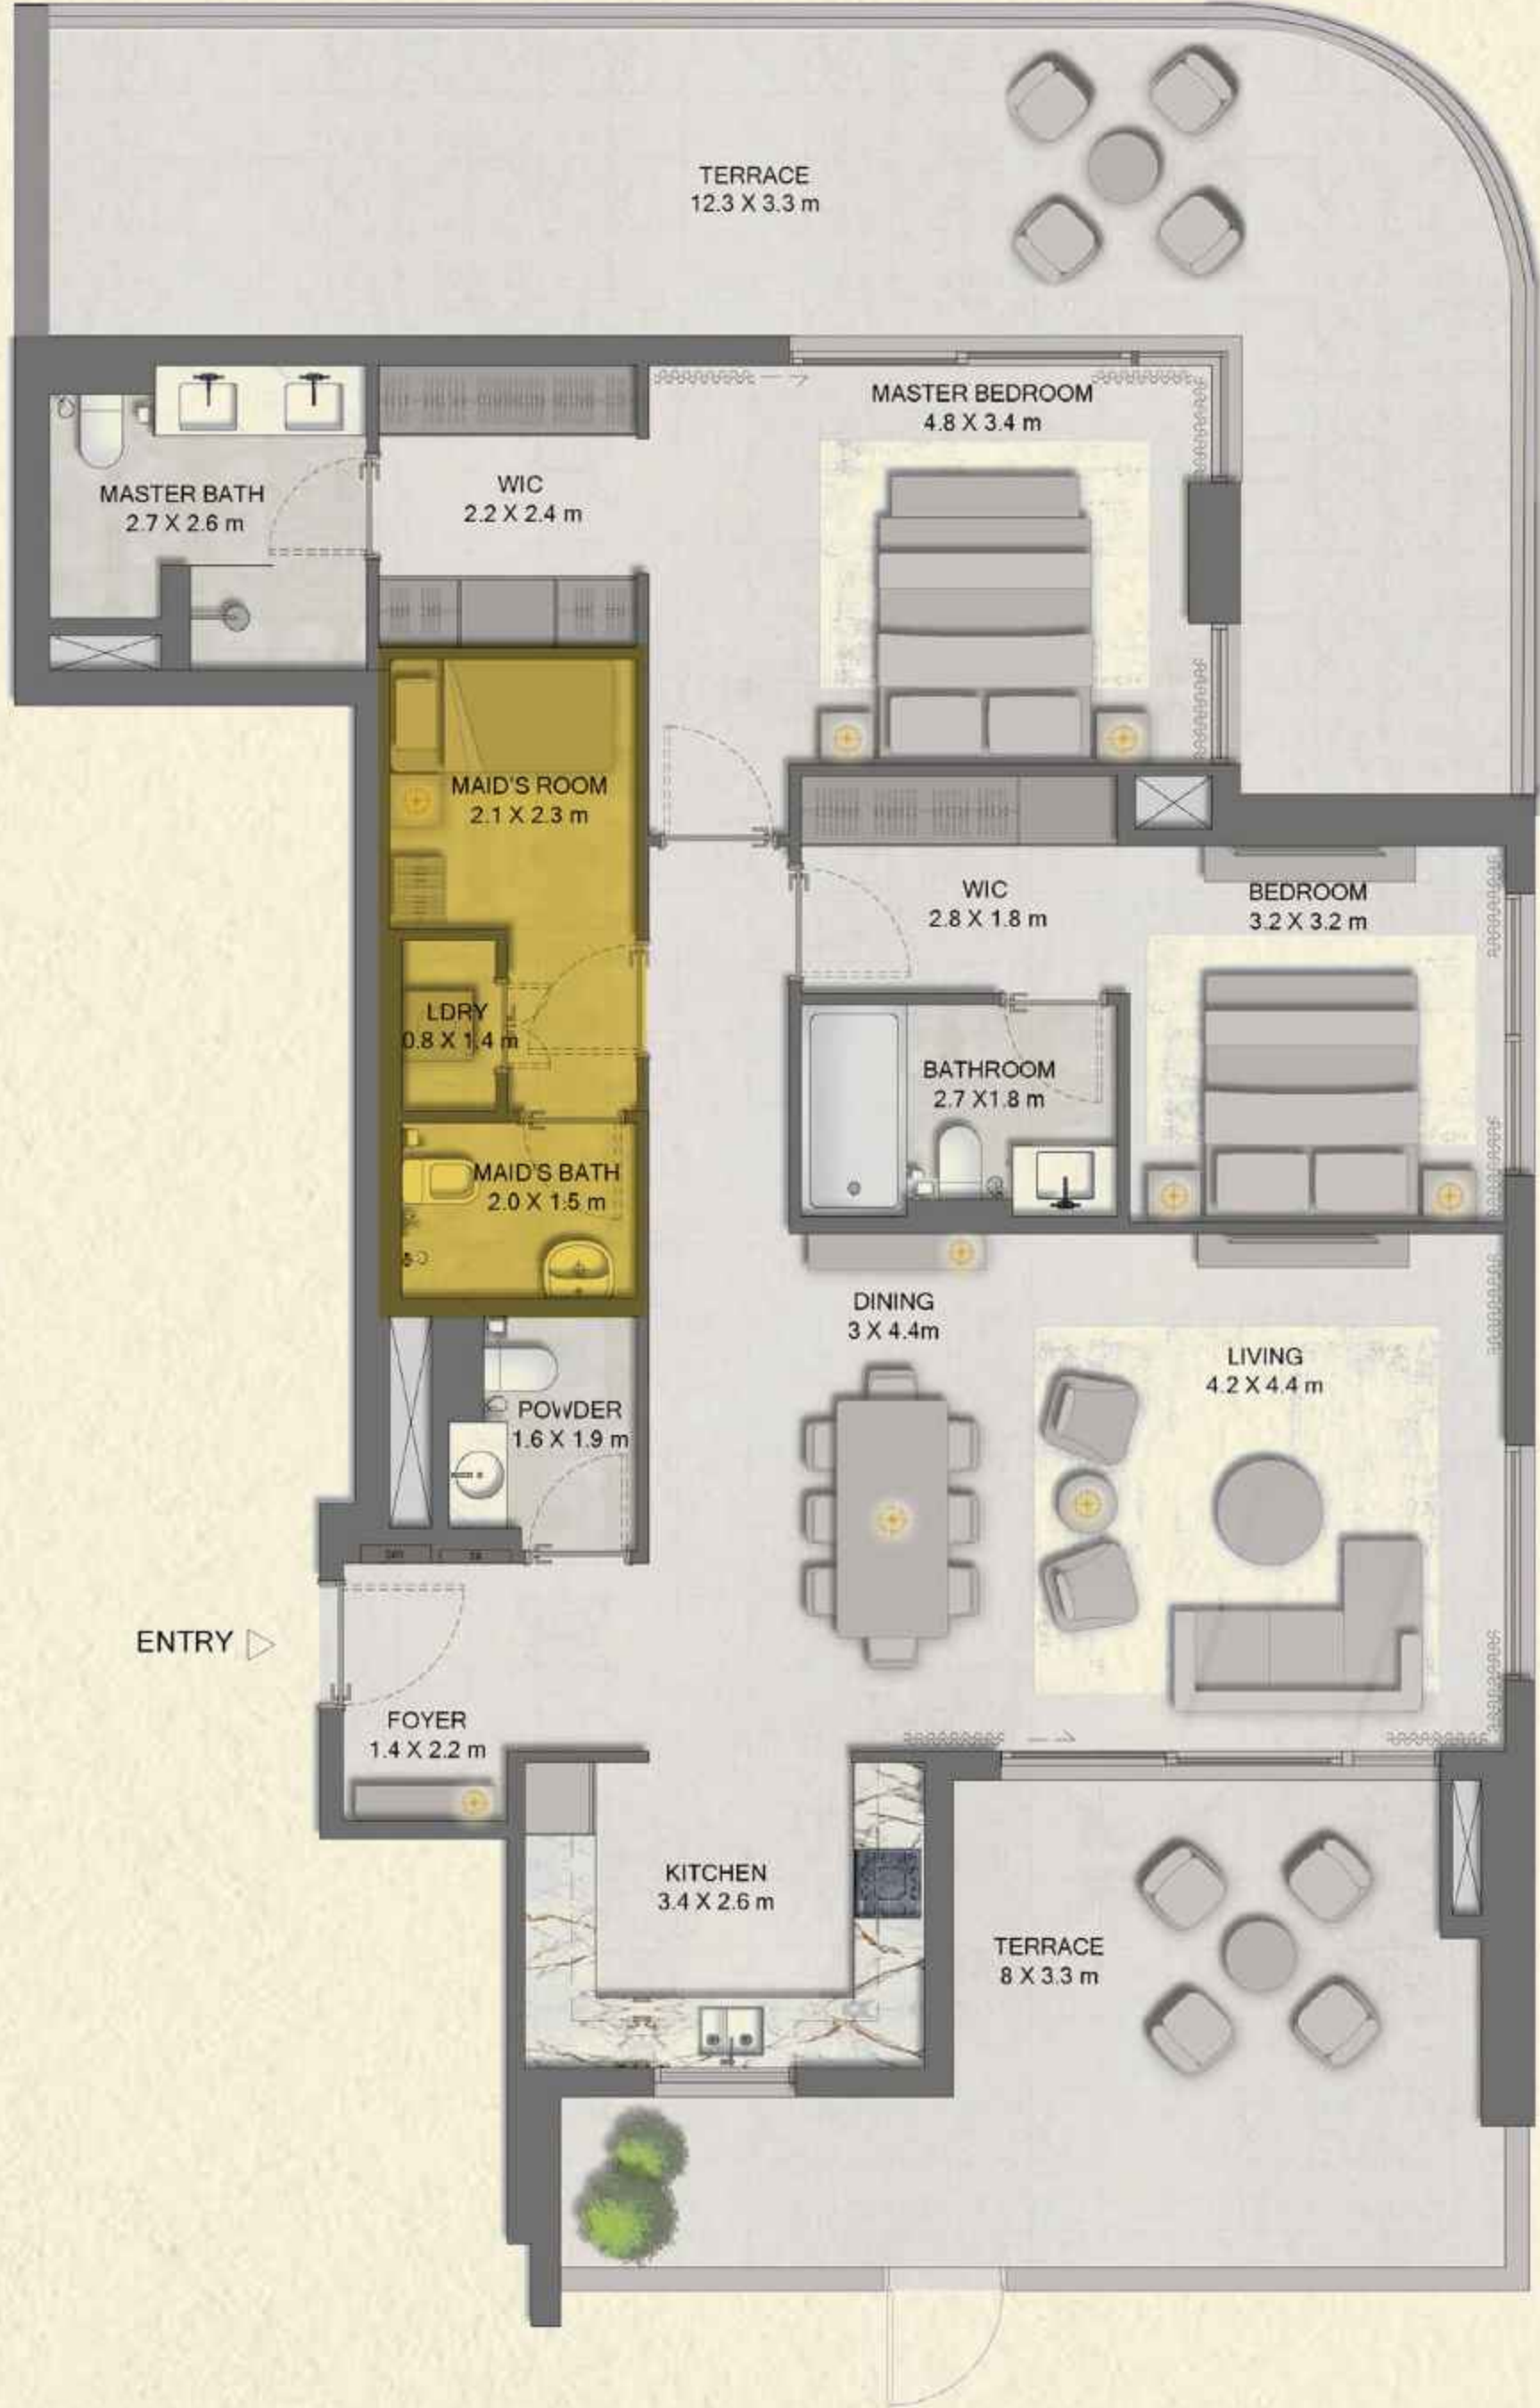 TERRACE
12.3 X 3.3 m
MASTER BEDROOM
4.8 X 3.4 m
MASTER BATH
2.7 X 2.6 m
WIC
2.2 X 2.4 m
MAID'S ROOM
2.1 X 2.3 m
WIC
2.8 X 1.8 m
BEDROOM
3.2 X 3.2 m
LDRY
0.8 X 1.4 m
BATHROOM
2.7 X1.8 m
MAID'S BATH
2.0 X 1.5 m
DINING
3 X 4.4m
LIVING
4.2 X 4.4 m
POWDER
1.6 X 1.9 m
ENTRY
FOYER
1.4 X 2.2 m
KITCHEN
3.4 X 2.6 m
TERRACE
8 X 3.3 m